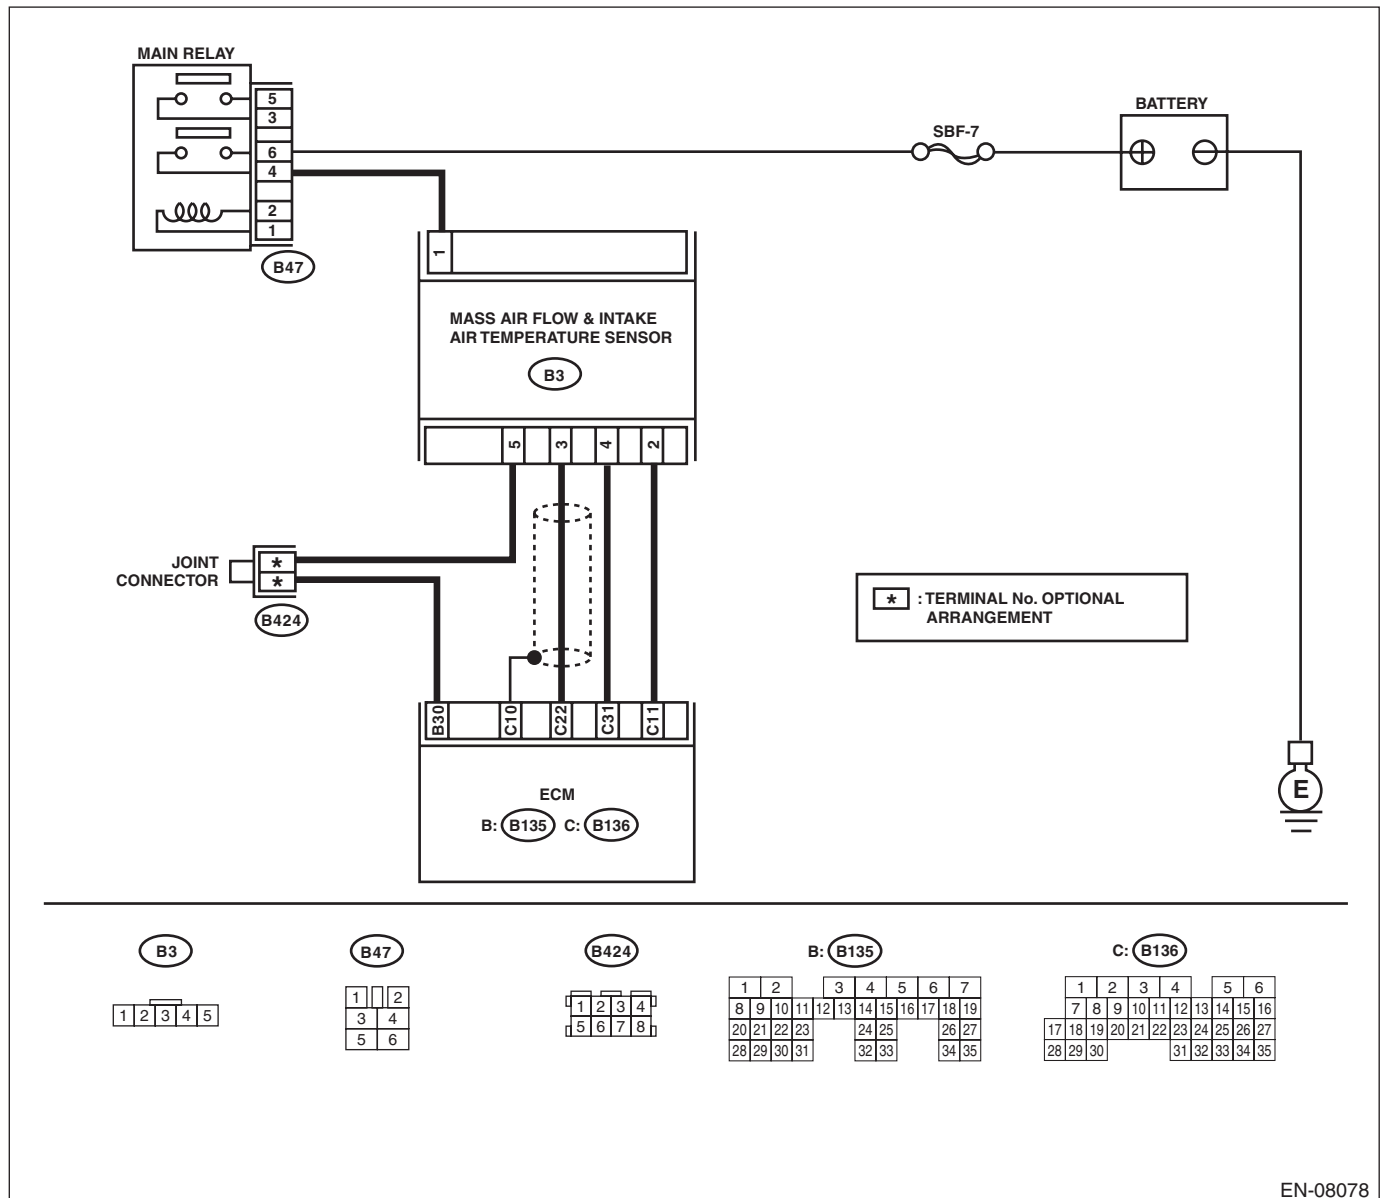 MAIN RELAY
5
3
6
4
2
1
B47
SBF-7
BATTERY
1
MASS AIR FLOW & INTAKE
AIR TEMPERATURE SENSOR
B3
5 3 4 2
JOINT
CONNECTOR
*
*
B424
* : TERMINAL No. OPTIONAL
ARRANGEMENT
B30 C10 C22 C31 C11
ECM
B: B135 C: B136
E
B3
1 2 3 4 5
B47
1 2
3 4
5 6
B424
1 2 3 4
5 6 7 8
B: B135
1 2 3 4 5 6 7
8 9 10 11 12 13 14 15 16 17 18 19
20 21 22 23 24 25 26 27
28 29 30 31 32 33 34 35
C: B136
1 2 3 4 5 6
7 8 9 10 11 12 13 14 15 16
17 18 19 20 21 22 23 24 25 26 27
28 29 30 31 32 33 34 35
EN-08078